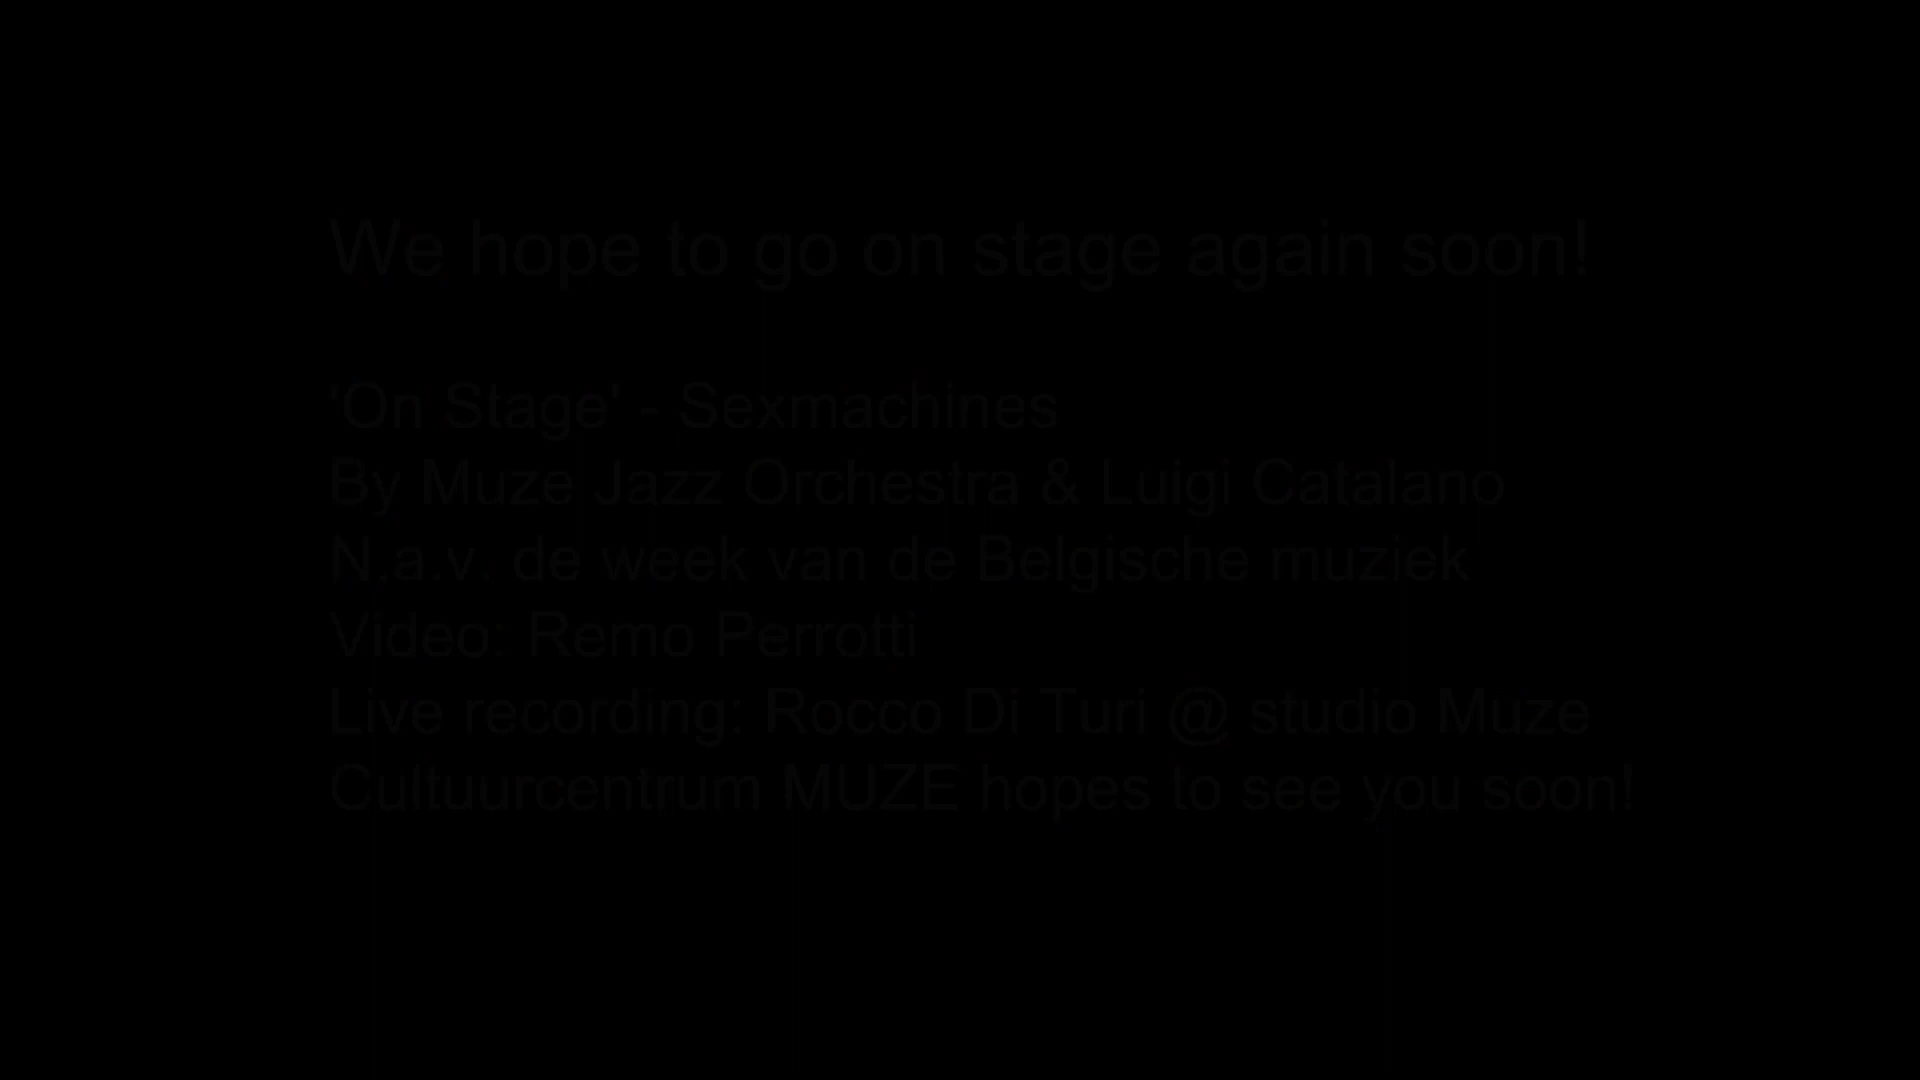 We hope to go on stage again soon!
'On Stage' - Sexmachines
By Muze Jazz Orchestra & Luigi Catalano
N.a.v. de week van de Belgische muziek
Video: Remo Perrotti
Live recording: Rocco Di Turi @ studio Muze
Cultuurcentrum MUZE hopes to see you soon!